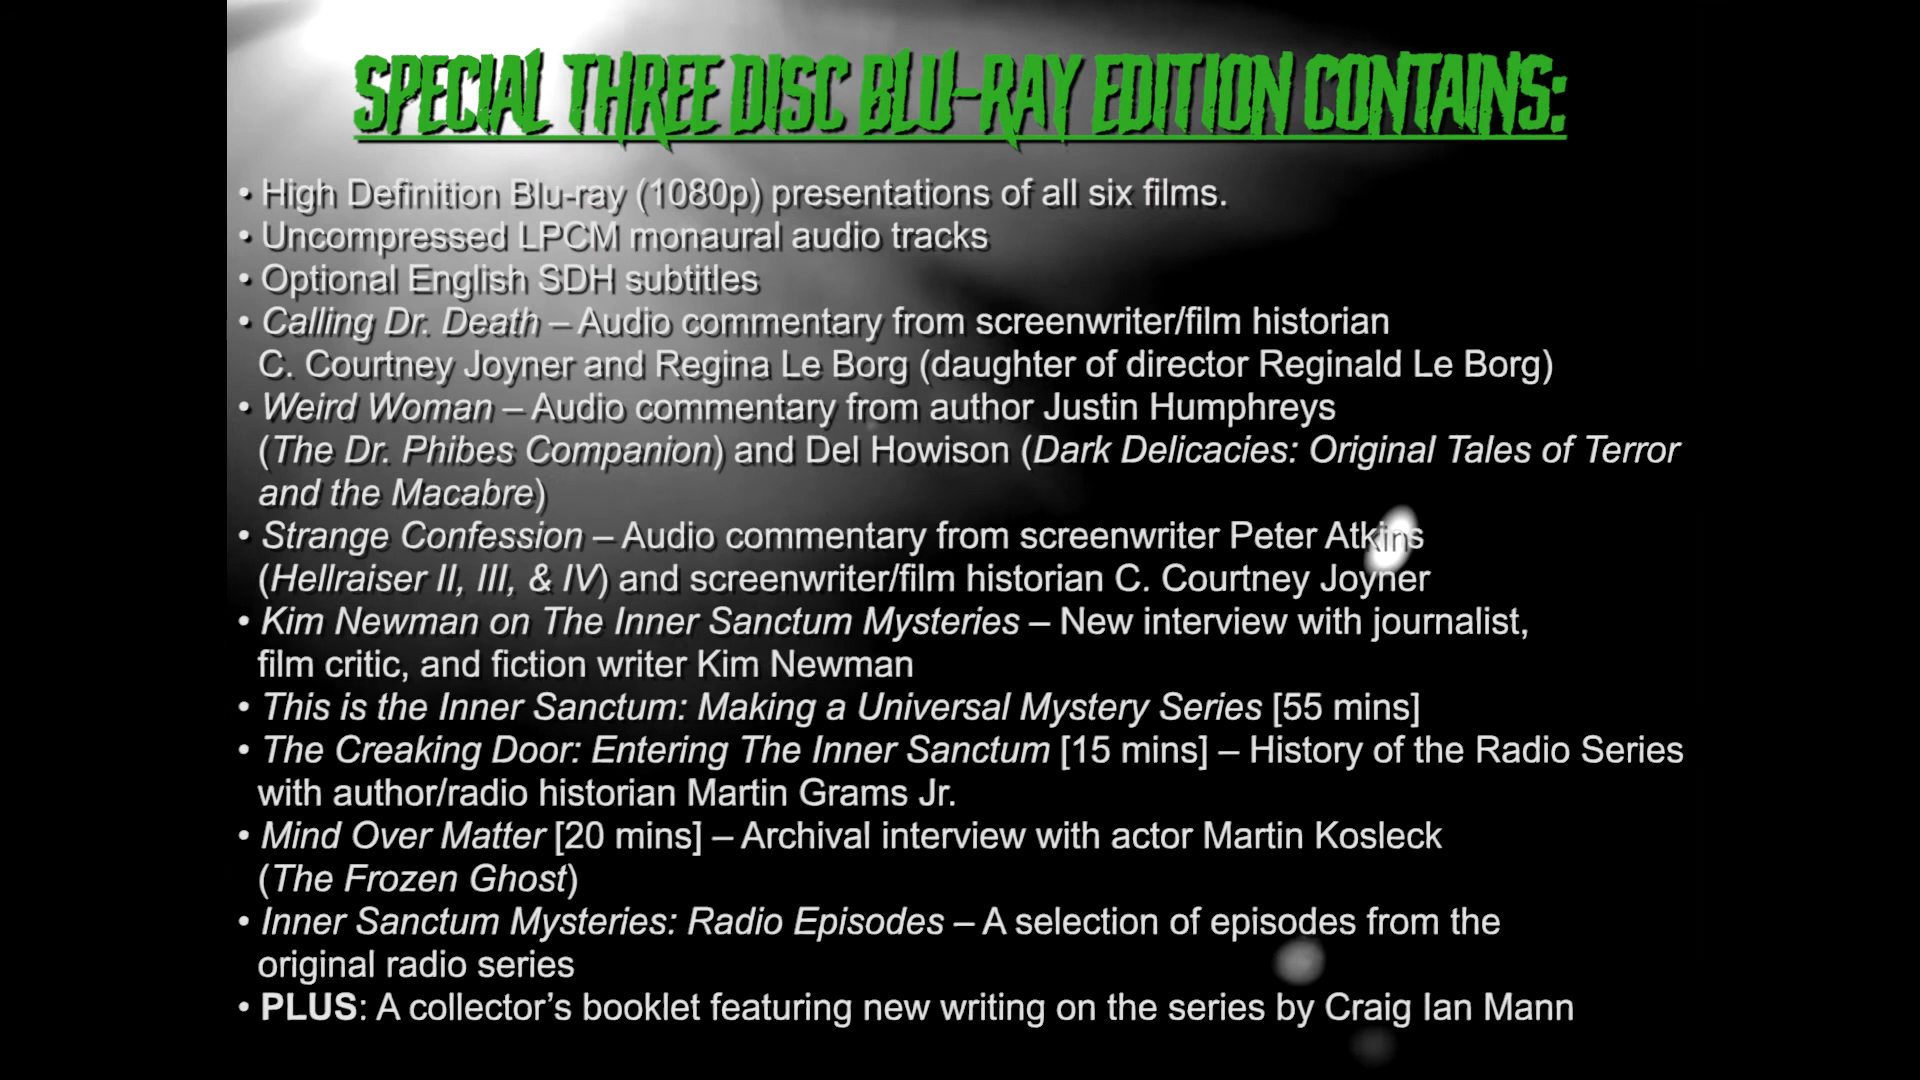 SPECIAL THREE DISC BLU-RAY EDITION CONTAINS:
• High Definition Blu-ray (1080p) presentations of all six films.
• Uncompressed LPCM monaural audio tracks
• Optional English SDH subtitles
• Calling Dr. Death – Audio commentary from screenwriter/film historian
C. Courtney Joyner and Regina Le Borg (daughter of director Reginald Le Borg)
• Weird Woman – Audio commentary from author Justin Humphreys
(The Dr. Phibes Companion) and Del Howison (Dark Delicacies: Original Tales of Terror
and the Macabre)
• Strange Confession – Audio commentary from screenwriter Peter Atkins
(Hellraiser II, III, & IV) and screenwriter/film historian C. Courtney Joyner
• Kim Newman on The Inner Sanctum Mysteries – New interview with journalist,
film critic, and fiction writer Kim Newman
• This is the Inner Sanctum: Making a Universal Mystery Series [55 mins]
• The Creaking Door: Entering The Inner Sanctum [15 mins] – History of the Radio Series
with author/radio historian Martin Grams Jr.
• Mind Over Matter [20 mins] – Archival interview with actor Martin Kosleck
(The Frozen Ghost)
• Inner Sanctum Mysteries: Radio Episodes – A selection of episodes from the
original radio series
• PLUS: A collector’s booklet featuring new writing on the series by Craig Ian Mann